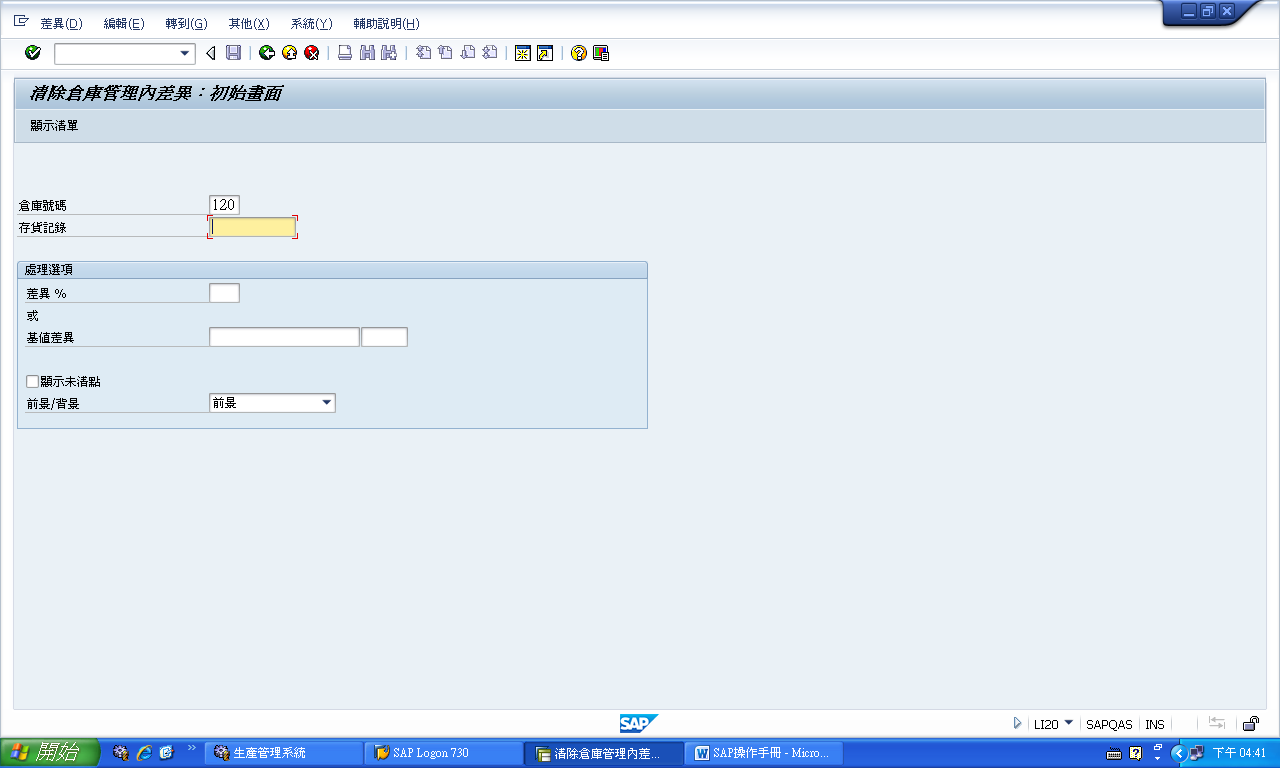 差異(D) 編輯(E) 轉到(G) 其他(X) 系統(Y) 輔助說明(H)
清除倉庫管理內差異：初始畫面
顯示清單
倉庫號碼 120
存貨記錄
處理選項
差異 %
或
基值差異
顯示未清點
前景/背景 前景
SAP
LI20 SAPQAS INS
開始 生產管理系統 SAP Logon 730 清除倉庫管理內差... SAP操作手冊 - Micro... 下午 04:41